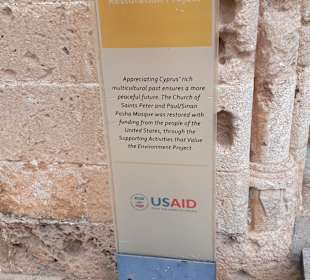 Restoration Project
Appreciating Cyprus' rich
multicultural past ensures a more
peaceful future. The Church of
Saints Peter and Paul/Sinan
Pasha Mosque was restored with
funding from the people of the
United States, through the
Supporting Activities that Value
the Environment Project
USAID